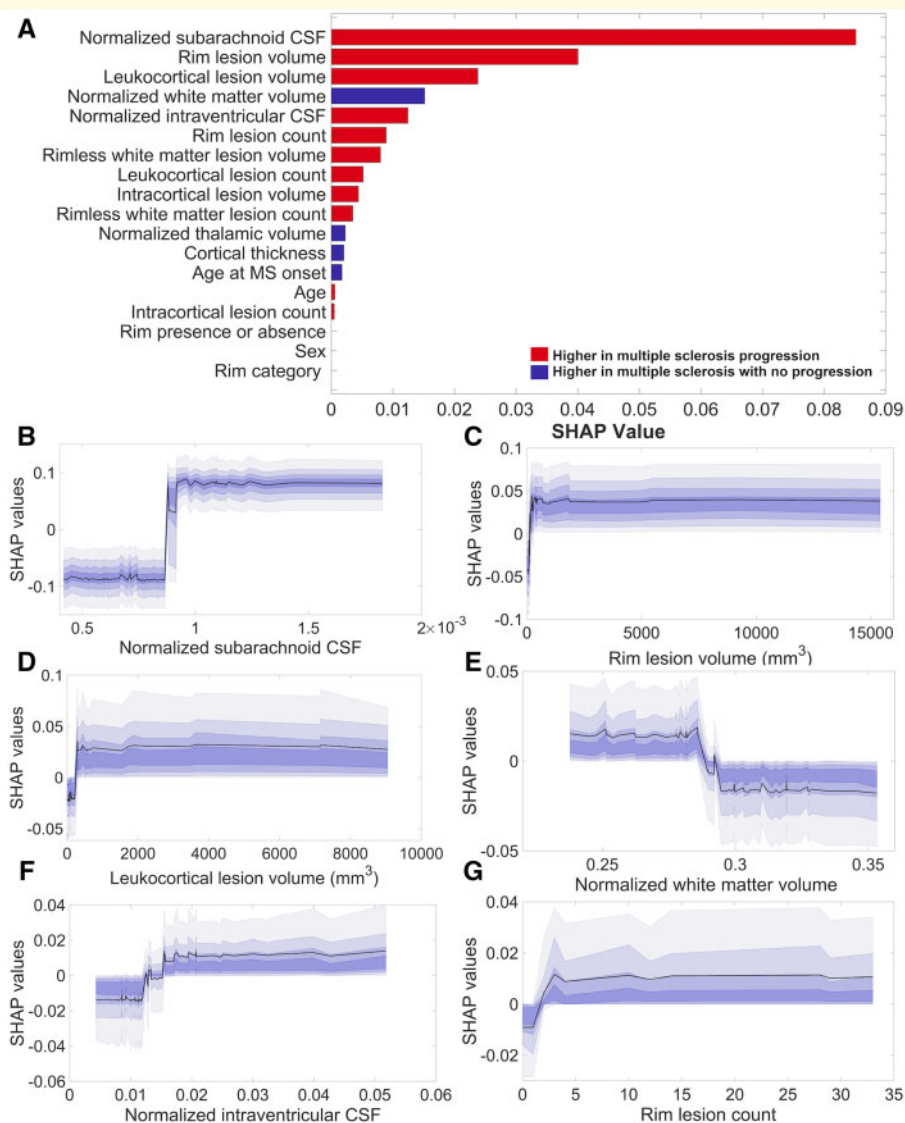 A
Normalized subarachnoid CSF
Rim lesion volume
Leukocortical lesion volume
Normalized white matter volume
Normalized intraventricular CSF
Rim lesion count
Rimless white matter lesion volume
Leukocortical lesion count
Intracortical lesion volume
Rimless white matter lesion count
Normalized thalamic volume
Cortical thickness
Age at MS onset
Age
Intracortical lesion count
Rim presence or absence
Sex
Rim category
Higher in multiple sclerosis progression
Higher in multiple sclerosis with no progression
0 0.01 0.02 0.03 0.04 0.05 0.06 0.07 0.08 0.09
SHAP Value
B
SHAP values
0.1
0
-0.1
0.5 1 1.5 2×10⁻³
Normalized subarachnoid CSF
C
SHAP values
0.1
0.05
0
-0.05
-0.1
0 5000 10000 15000
Rim lesion volume (mm³)
D
SHAP values
0.1
0.05
0
-0.05
0 2000 4000 6000 8000 10000
Leukocortical lesion volume (mm³)
E
SHAP values
0.05
0
-0.05
0.25 0.3 0.35
Normalized white matter volume
F
SHAP values
0.04
0.02
0
-0.02
-0.04
-0.06
0 0.01 0.02 0.03 0.04 0.05 0.06
Normalized intraventricular CSF
G
SHAP values
0.04
0.02
0
-0.02
0 5 10 15 20 25 30 35
Rim lesion count